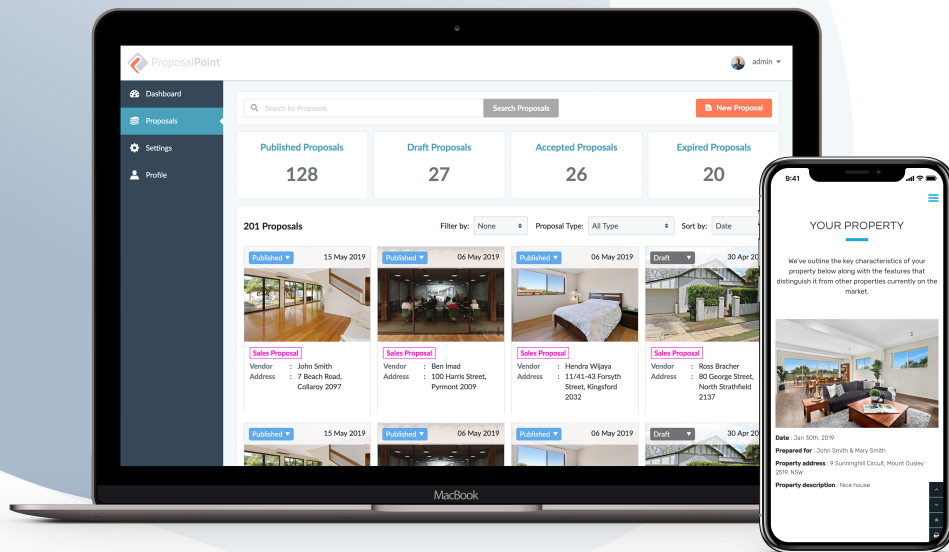 ProposalPoint
admin
Dashboard
Proposals
Settings
Profile
Search by Proposals
Search Proposals
New Proposal
Published Proposals
Draft Proposals
Accepted Proposals
Expired Proposals
128
27
26
20
201 Proposals
Filter by: None
Proposal Type: All Type
Sort by: Date
Published 15 May 2019
Sales Proposal
Vendor : John Smith
Address : 7 Beach Road,
Collaroy 2097
Published 06 May 2019
Sales Proposal
Vendor : Ben Imad
Address : 100 Harris Street,
Pyrmont 2009
Published 06 May 2019
Sales Proposal
Vendor : Hendra Wijaya
Address : 11/41-43 Forsyth
Street, Kingsford
2032
Draft 30 Apr 20
Sales Proposal
Vendor : Ross Bracher
Address : 80 George Street,
North Strathfield
2137
Published 15 May 2019
Published 06 May 2019
Published 06 May 2019
Draft 30 Apr 20
MacBook
9:41
YOUR PROPERTY
We've outline the key characteristics of your
property below along with the features that
distinguish it from other properties currently on the
market.
Date : Jan 30th, 2019
Prepared for : John Smith & Mary Smith
Property address : 9 Sunninghill Circuit, Mount Ousley
2519, NSW
Property description : Nice house